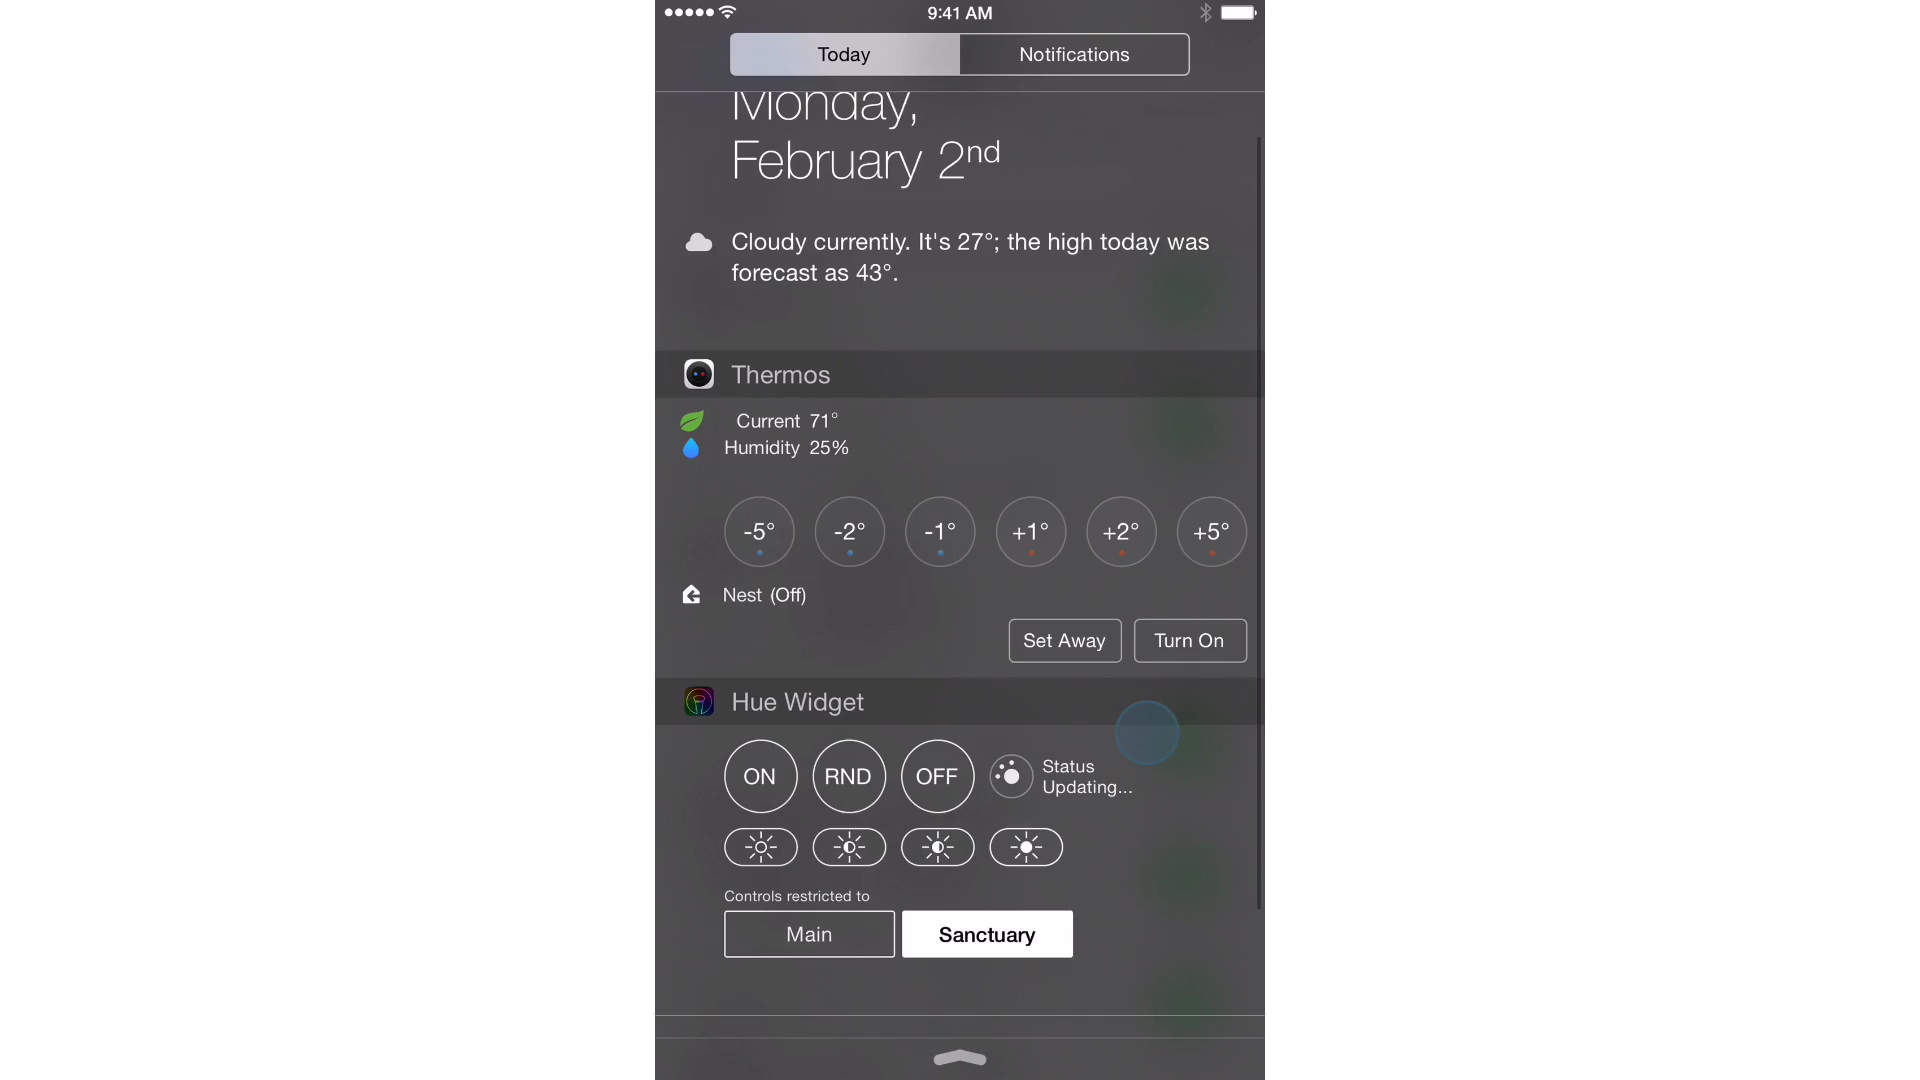 9:41 AM
Today Notifications
Monday,
February 2nd
Cloudy currently. It's 27°; the high today was
forecast as 43°.
Thermos
Current 71°
Humidity 25%
-5° -2° -1° +1° +2° +5°
Nest (Off)
Set Away Turn On
Hue Widget
ON RND OFF Status
Updating...
Controls restricted to
Main Sanctuary